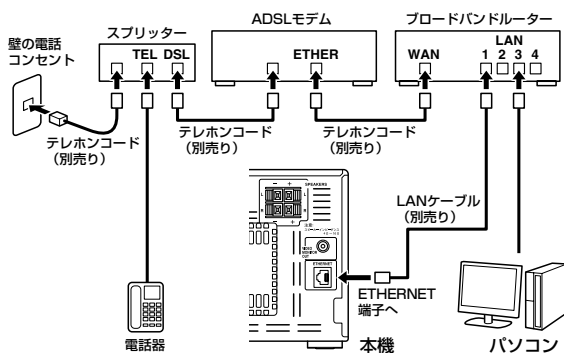 ADSLモデム
ブロードバンドルーター
スプリッター
壁の電話
コンセント
TEL DSL
ETHER
WAN
LAN
1 2 3 4
テレホンコード
（別売り）
テレホンコード
（別売り）
テレホンコード
（別売り）
LANケーブル
（別売り）
SPEAKERS
VIDEO
MONITOR
OUT
ETHERNET
ETHERNET
端子へ
電話器
本機
パソコン